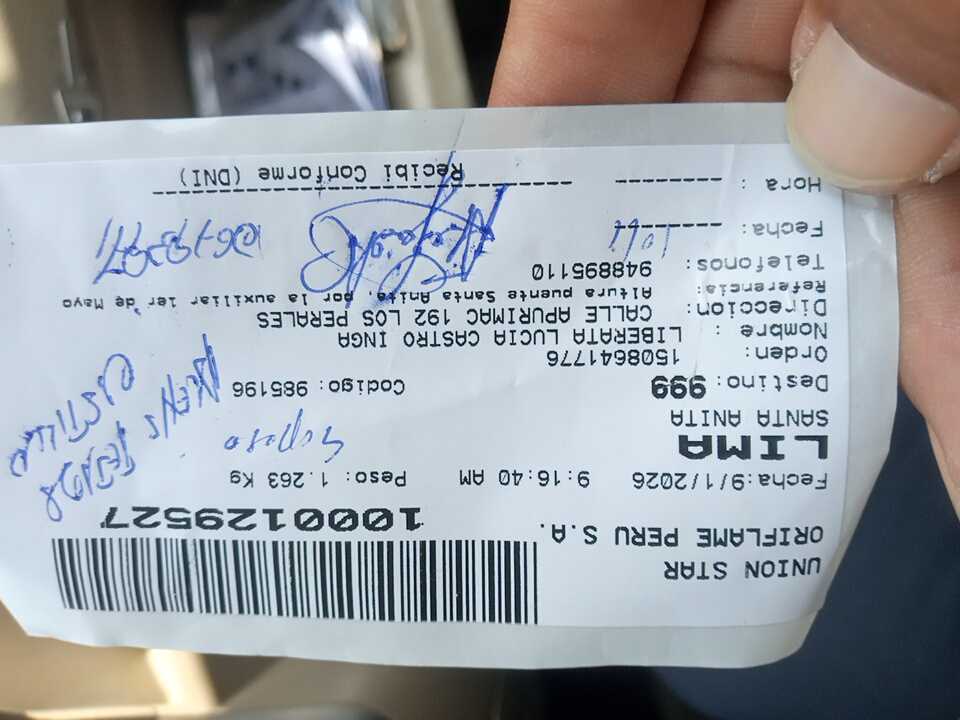 UNION STAR
ORIFLAME PERU S.A.
1000129527
Fecha:9/1/2026 9:16:40 AM Peso: 1.263 Kg
LIMA
SANTA ANITA
Esposo
Destino: 999 Codigo: 985196
Orden: 1508641776
Nombre : LIBERATA LUCIA CASTRO INGA
Direccion: CALLE APURIMAC 192 LOS PERALES
Referencia: Altura puente Santa Anita por la auxiliar 1er de Mayo
Telefonos: 948895110
Fecha :
Hora :
Recibi Conforme (DNI)